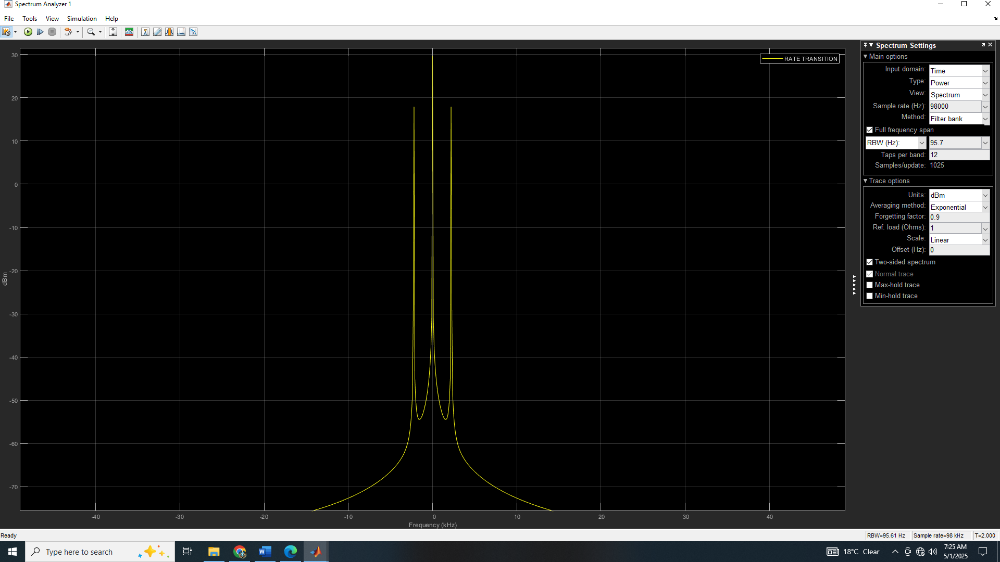 Spectrum Analyzer 1
File Tools View Simulation Help
30
20
10
0
-10
-20
-30
-40
-50
-60
-70
dBm
RATE TRANSITION
-40 -30 -20 -10 0 10 20 30 40
Frequency (kHz)
Spectrum Settings
Main options
Input domain: Time
Type: Power
View: Spectrum
Sample rate (Hz): 98000
Method: Filter bank
Full frequency span
RBW (Hz): 95.7
Taps per band: 12
Samples/update: 1025
Trace options
Units: dBm
Averaging method: Exponential
Forgetting factor: 0.9
Ref. load (Ohms): 1
Scale: Linear
Offset (Hz): 0
Two-sided spectrum
Normal trace
Max-hold trace
Min-hold trace
Ready RBW=95.61 Hz Sample rate=98 kHz T=2.000
Type here to search
18°C Clear
7:25 AM
5/1/2025